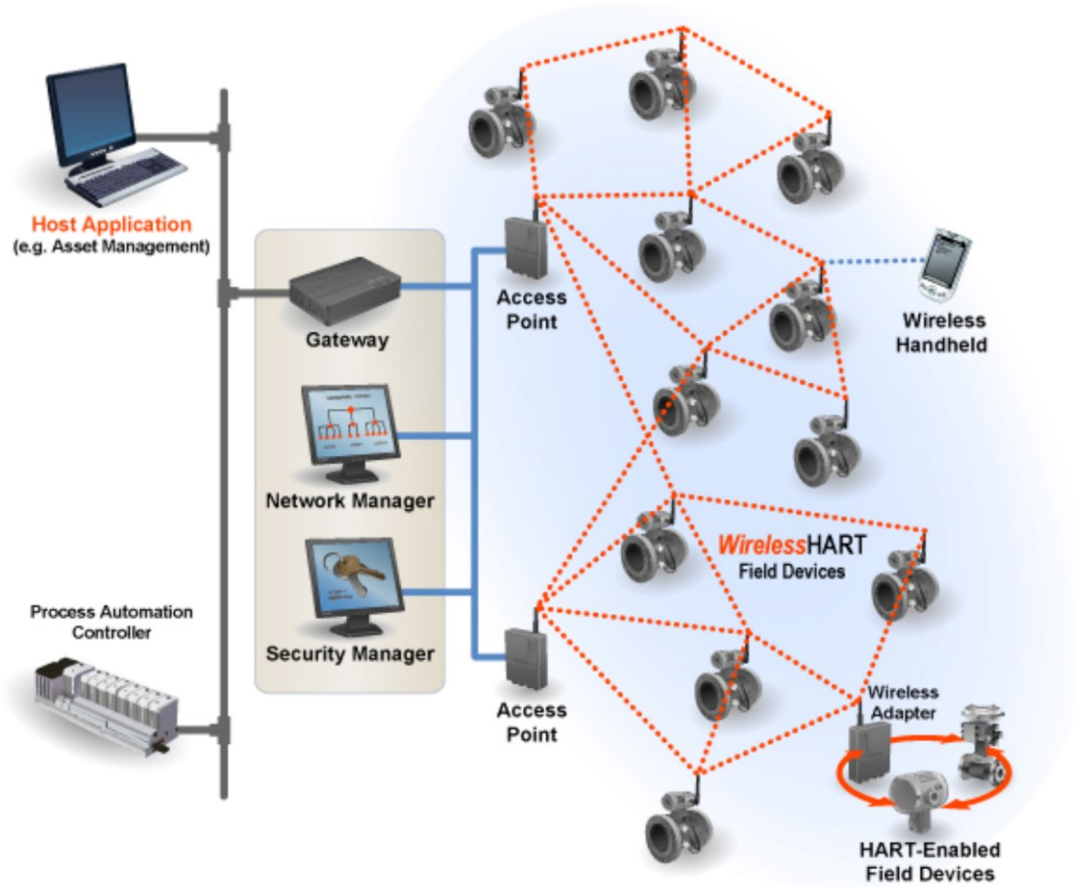 Host Application
(e.g. Asset Management)
Gateway
Access
Point
Wireless
Handheld
Network Manager
WirelessHART
Field Devices
Process Automation
Controller
Security Manager
Access
Point
Wireless
Adapter
HART-Enabled
Field Devices